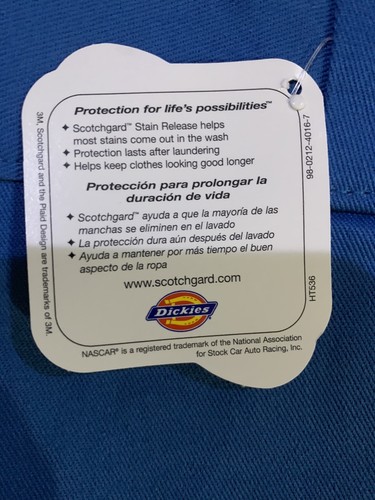 Protection for life's possibilities™
✦ Scotchgard™ Stain Release helps
most stains come out in the wash
✦ Protection lasts after laundering
✦ Helps keep clothes looking good longer
Protección para prolongar la
duración de vida
✦ Scotchgard™ ayuda a que la mayoría de las
manchas se eliminen en el lavado
✦ La protección dura aún después del lavado
✦ Ayuda a mantener por más tiempo el buen
aspecto de la ropa
www.scotchgard.com
Dickies
NASCAR® is a registered trademark of the National Association
for Stock Car Auto Racing, Inc.
3M, Scotchgard and the Plaid Design are trademarks of 3M.
98-0212-4016-7
HT536